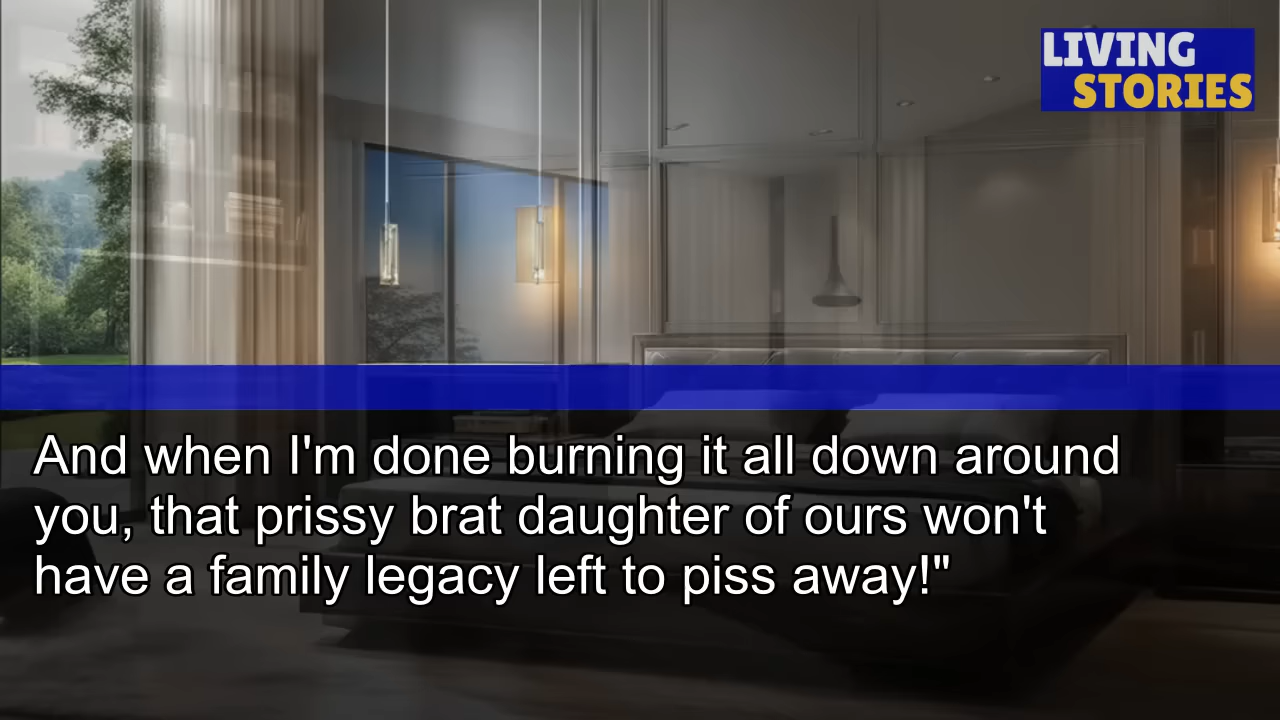 LIVING
STORIES
And when I'm done burning it all down around
you, that prissy brat daughter of ours won't
have a family legacy left to piss away!"